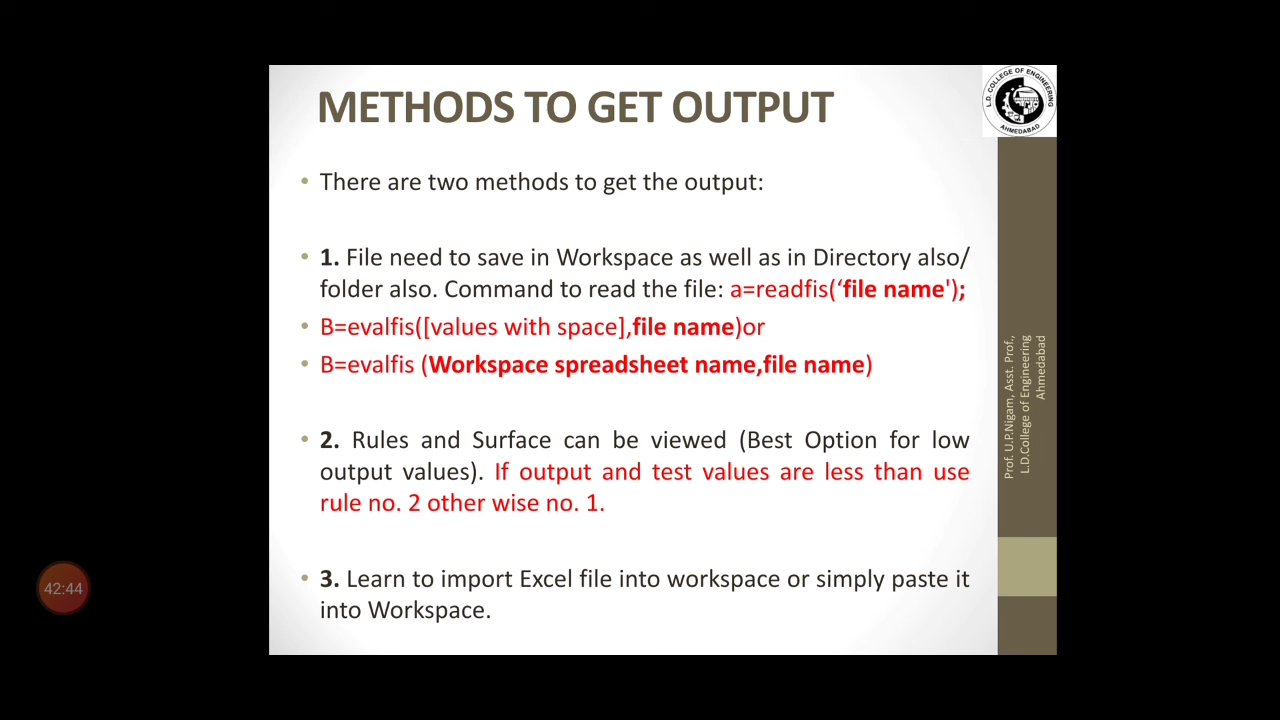 METHODS TO GET OUTPUT
L.D. COLLEGE OF ENGINEERING
AHMEDABAD
• There are two methods to get the output:
• 1. File need to save in Workspace as well as in Directory also/
folder also. Command to read the file: a=readfis(‘file name');
• B=evalfis([values with space],file name)or
• B=evalfis (Workspace spreadsheet name,file name)
• 2. Rules and Surface can be viewed (Best Option for low
output values). If output and test values are less than use
rule no. 2 other wise no. 1.
• 3. Learn to import Excel file into workspace or simply paste it
into Workspace.
Prof. U.P.Nigam, Asst. Prof.,
L.D.College of Engineering
Ahmedabad
42:44